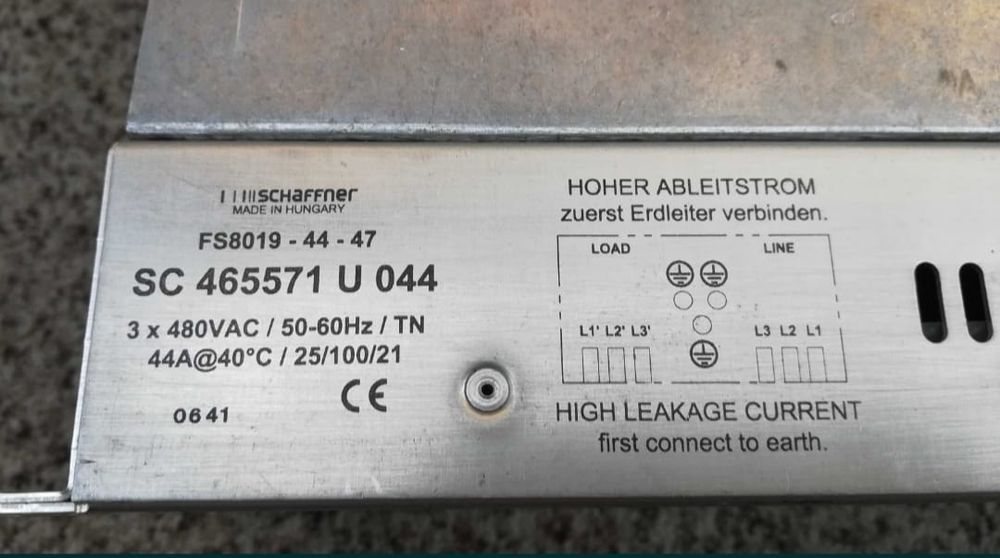 SCHAFFNER
MADE IN HUNGARY
FS8019 - 44 - 47
SC 465571 U 044
3 x 480VAC / 50-60Hz / TN
44A@40°C / 25/100/21
CE
0641
HOHER ABLEITSTROM
zuerst Erdleiter verbinden.
LOAD LINE
L1' L2' L3' L3 L2 L1
HIGH LEAKAGE CURRENT
first connect to earth.